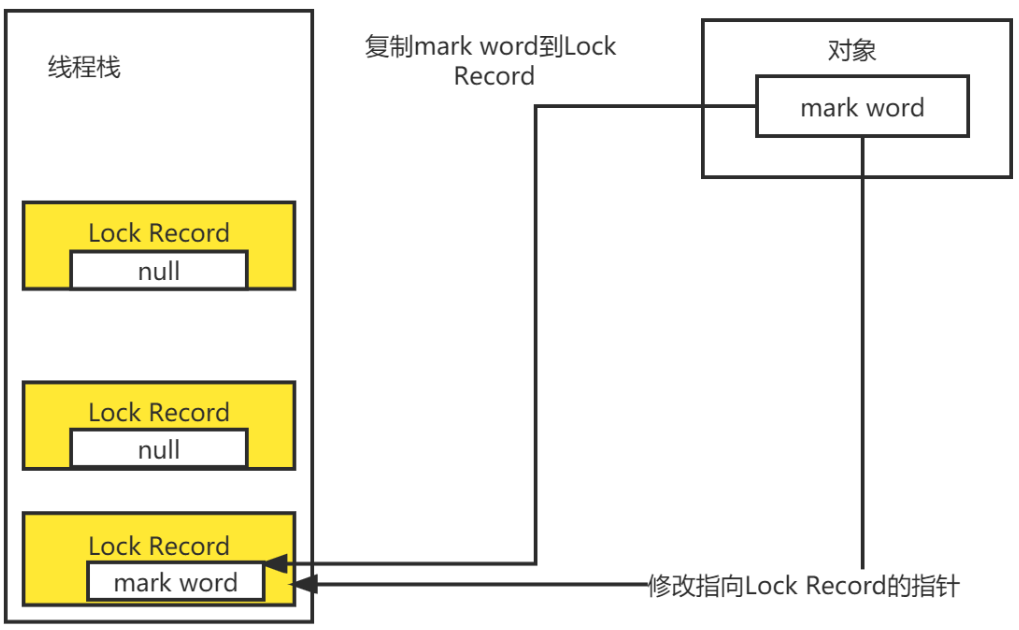 线程栈
复制mark word到Lock
Record
对象
mark word
Lock Record
null
Lock Record
null
Lock Record
mark word
修改指向Lock Record的指针